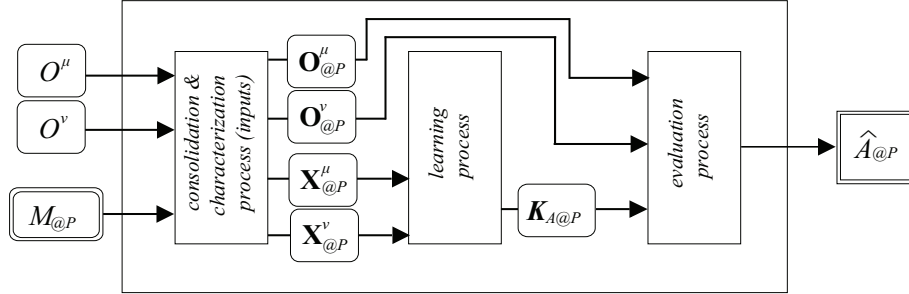 O^μ
O^ν
M_@P
consolidation &
characterization
process (inputs)
𝐎^μ_@P
𝐎^ν_@P
𝐗^μ_@P
𝐗^ν_@P
learning
process
𝑲_A@P
evaluation
process
Â_@P